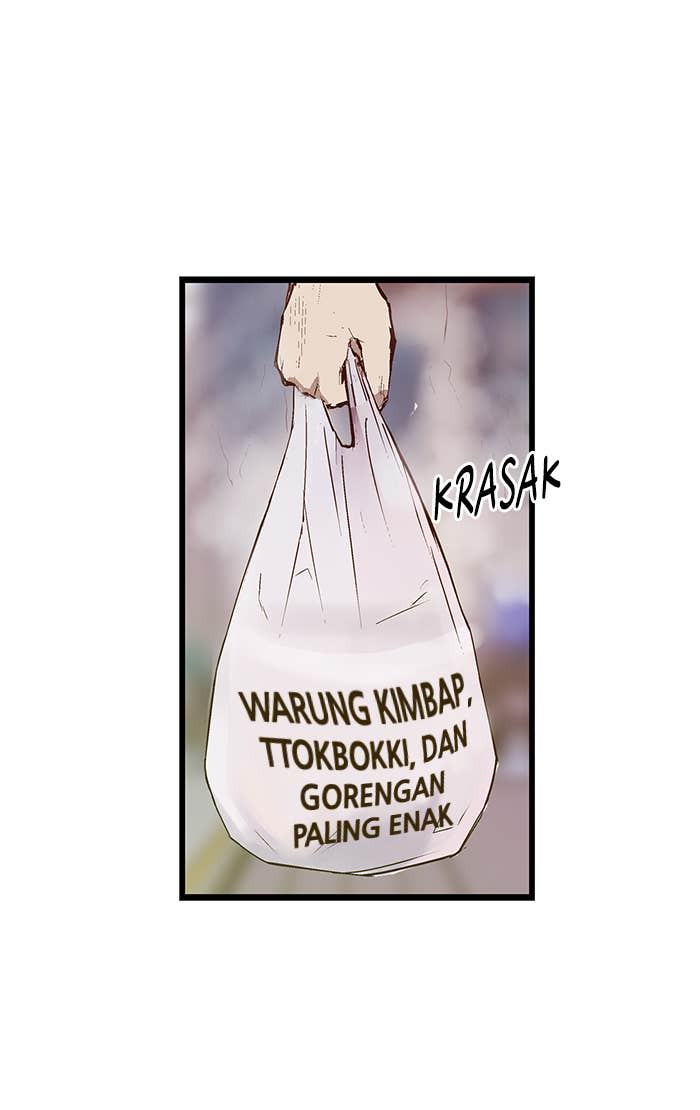 KRASAK
WARUNG KIMBAP,
TTOKBOKKI, DAN
GORENGAN
PALING ENAK